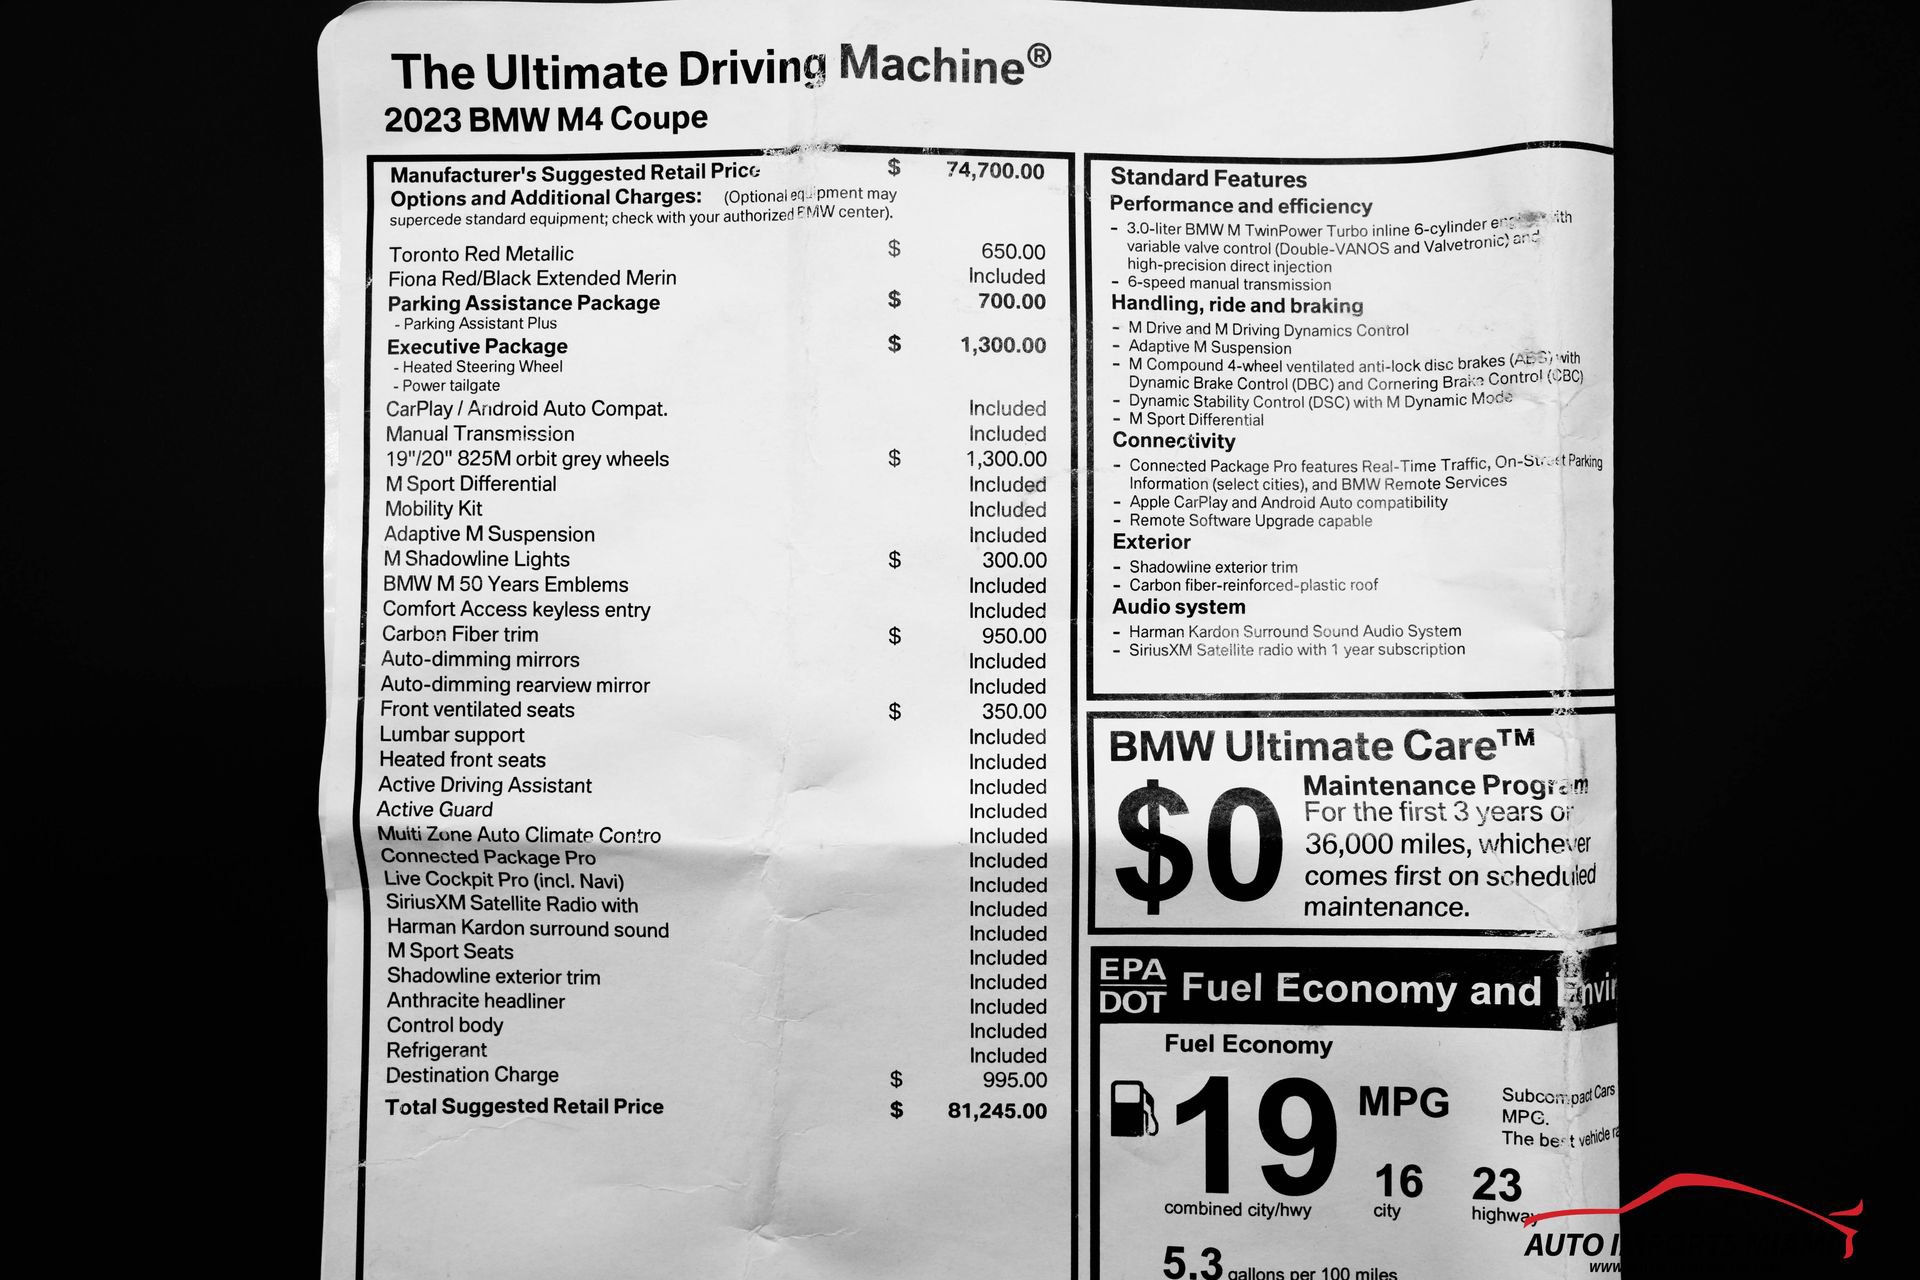 The Ultimate Driving Machine®
2023 BMW M4 Coupe
Manufacturer's Suggested Retail Price $ 74,700.00
Options and Additional Charges: (Optional equipment may
supercede standard equipment; check with your authorized BMW center).
Toronto Red Metallic $ 650.00
Fiona Red/Black Extended Merin Included
Parking Assistance Package $ 700.00
- Parking Assistant Plus
Executive Package $ 1,300.00
- Heated Steering Wheel
- Power tailgate
CarPlay / Android Auto Compat. Included
Manual Transmission Included
19"/20" 825M orbit grey wheels $ 1,300.00
M Sport Differential Included
Mobility Kit Included
Adaptive M Suspension Included
M Shadowline Lights $ 300.00
BMW M 50 Years Emblems Included
Comfort Access keyless entry Included
Carbon Fiber trim $ 950.00
Auto-dimming mirrors Included
Auto-dimming rearview mirror Included
Front ventilated seats $ 350.00
Lumbar support Included
Heated front seats Included
Active Driving Assistant Included
Active Guard Included
Multi Zone Auto Climate Contro Included
Connected Package Pro Included
Live Cockpit Pro (incl. Navi) Included
SiriusXM Satellite Radio with Included
Harman Kardon surround sound Included
M Sport Seats Included
Shadowline exterior trim Included
Anthracite headliner Included
Control body Included
Refrigerant Included
Destination Charge $ 995.00
Total Suggested Retail Price $ 81,245.00
Standard Features
Performance and efficiency
- 3.0-liter BMW M TwinPower Turbo inline 6-cylinder engine with
variable valve control (Double-VANOS and Valvetronic) and
high-precision direct injection
- 6-speed manual transmission
Handling, ride and braking
- M Drive and M Driving Dynamics Control
- Adaptive M Suspension
- M Compound 4-wheel ventilated anti-lock disc brakes (ABS) with
Dynamic Brake Control (DBC) and Cornering Brake Control (CBC)
- Dynamic Stability Control (DSC) with M Dynamic Mode
- M Sport Differential
Connectivity
- Connected Package Pro features Real-Time Traffic, On-Street Parking
Information (select cities), and BMW Remote Services
- Apple CarPlay and Android Auto compatibility
- Remote Software Upgrade capable
Exterior
- Shadowline exterior trim
- Carbon fiber-reinforced-plastic roof
Audio system
- Harman Kardon Surround Sound Audio System
- SiriusXM Satellite radio with 1 year subscription
BMW Ultimate Care™
$0
Maintenance Program
For the first 3 years or
36,000 miles, whichever
comes first on scheduled
maintenance.
EPA
DOT
Fuel Economy and Envir
Fuel Economy
19 MPG
combined city/hwy
16
city
23
highway
Subcompact Cars
MPG.
The best vehicle ra
5.3 gallons per 100 miles
AUTO I
www